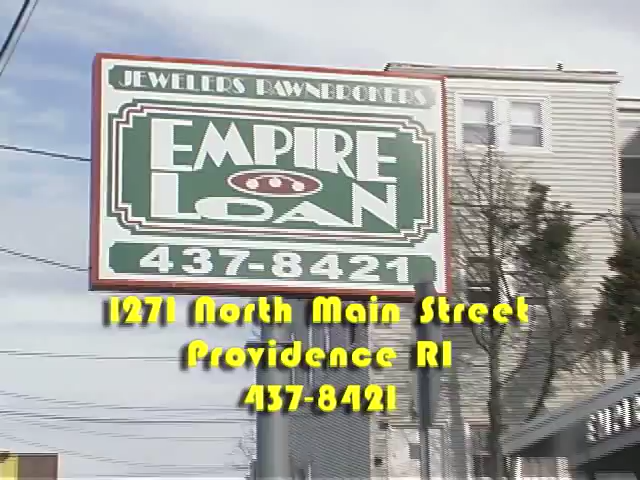 JEWELERS PAWNBROKERS
EMPIRE
LOAN
437-8421
1271 North Main Street
Providence RI
437-8421